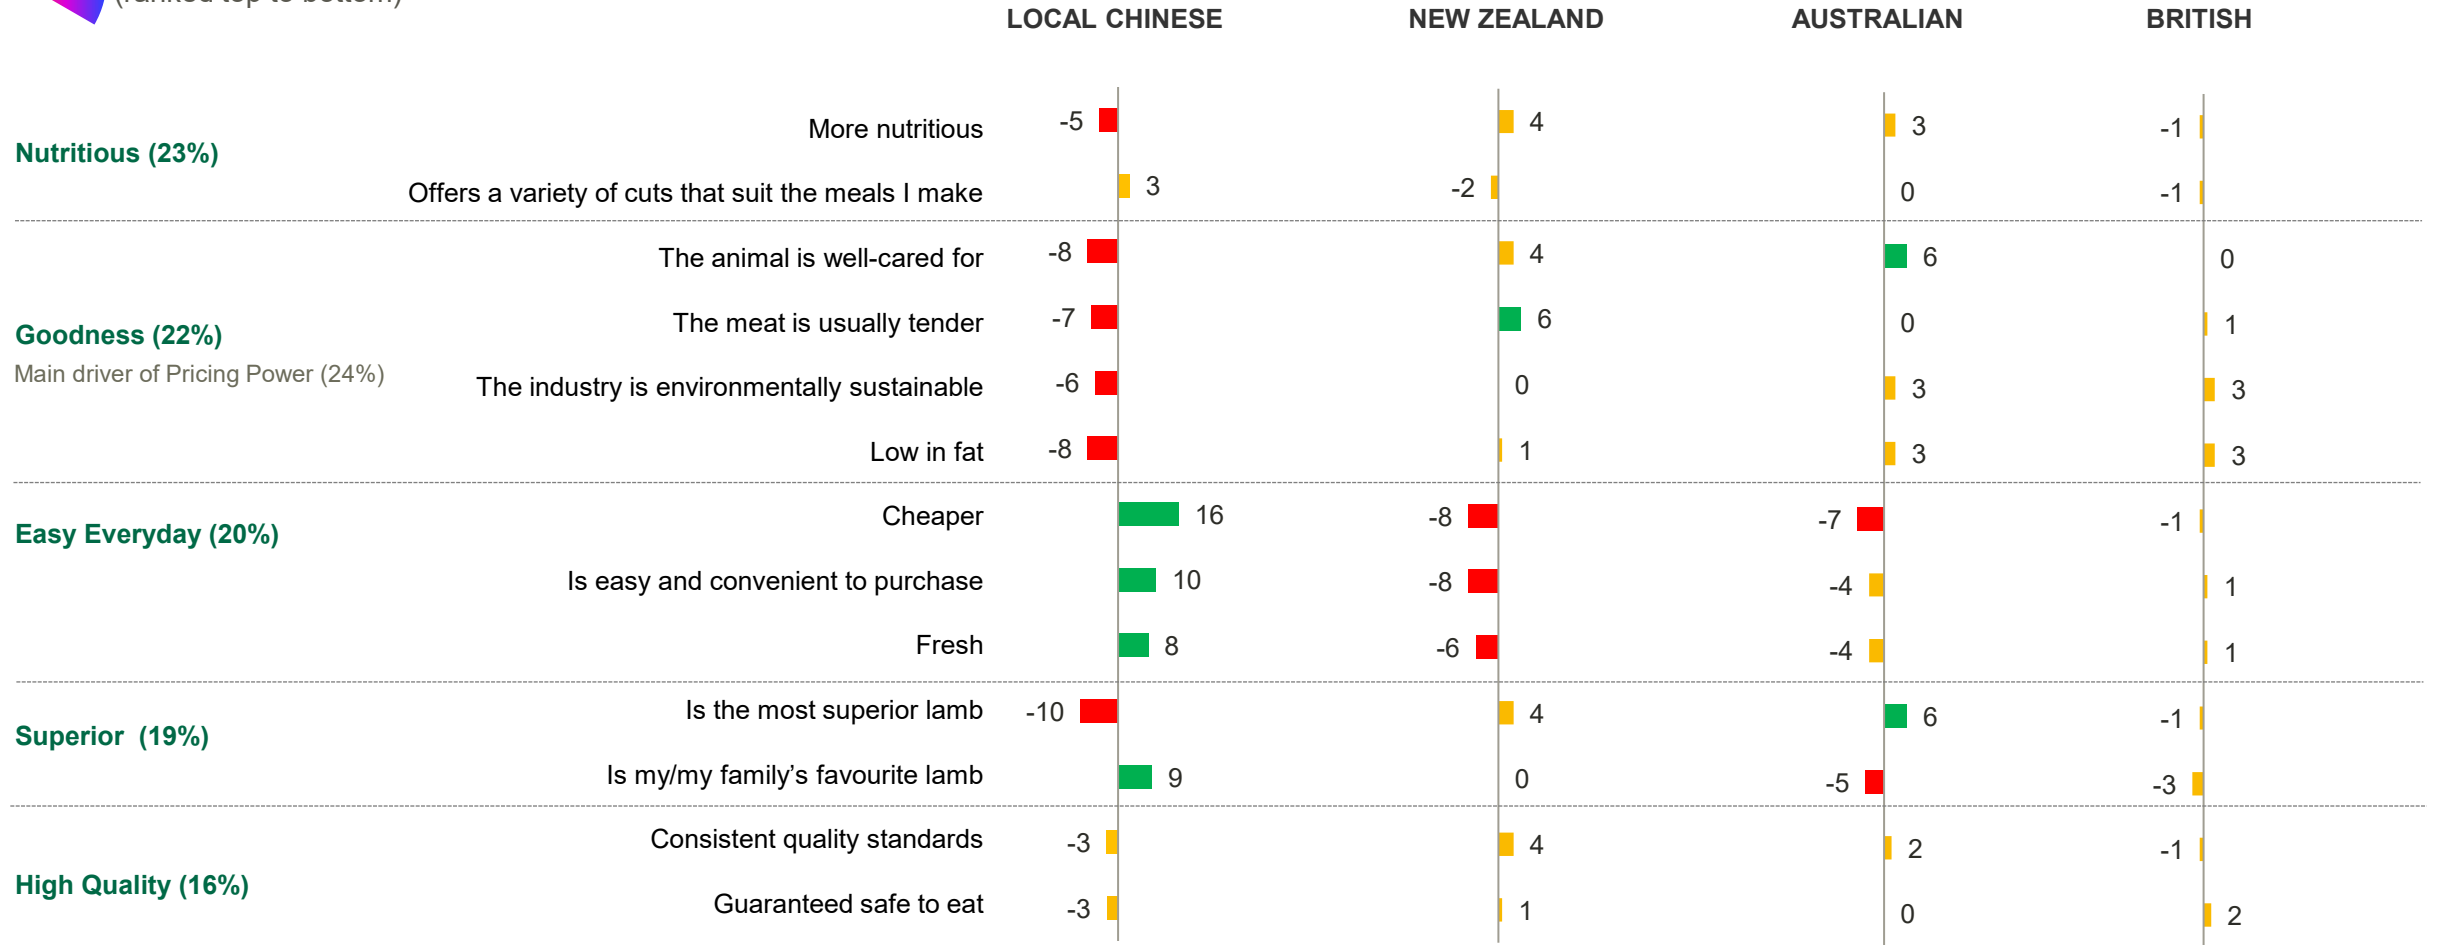 (ranked top to bottom)
LOCAL CHINESE NEW ZEALAND AUSTRALIAN BRITISH
More nutritious -5 4 3 -1
Nutritious (23%)
Offers a variety of cuts that suit the meals I make 3 -2 0 -1
The animal is well-cared for -8 4 6 0
The meat is usually tender -7 6 0 1
Goodness (22%)
Main driver of Pricing Power (24%)
The industry is environmentally sustainable -6 0 3 3
Low in fat -8 1 3 3
Cheaper 16 -8 -7 -1
Easy Everyday (20%)
Is easy and convenient to purchase 10 -8 -4 1
Fresh 8 -6 -4 1
Is the most superior lamb -10 4 6 -1
Superior (19%)
Is my/my family’s favourite lamb 9 0 -5 -3
Consistent quality standards -3 4 2 -1
High Quality (16%)
Guaranteed safe to eat -3 1 0 2